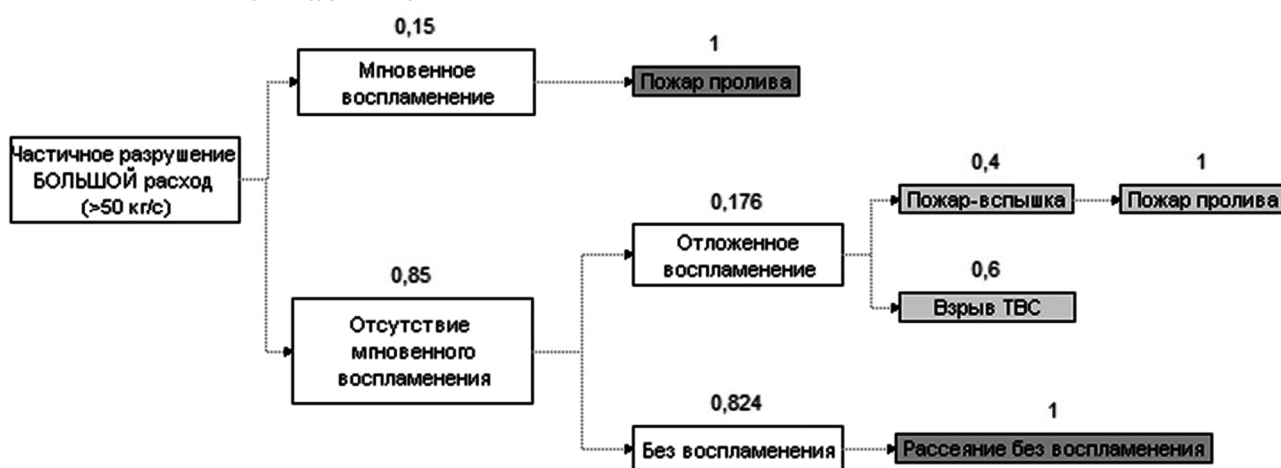 0,15
Мгновенное
воспламенение
1
Пожар пролива
Частичное разрушение
БОЛЬШОЙ расход
(>50 кг/с)
0,85
Отсутствие
мгновенного
воспламенения
0,176
Отложенное
воспламенение
0,4
Пожар-вспышка
1
Пожар пролива
0,6
Взрыв ТВС
0,824
Без воспламенения
1
Рассеяние без воспламенения